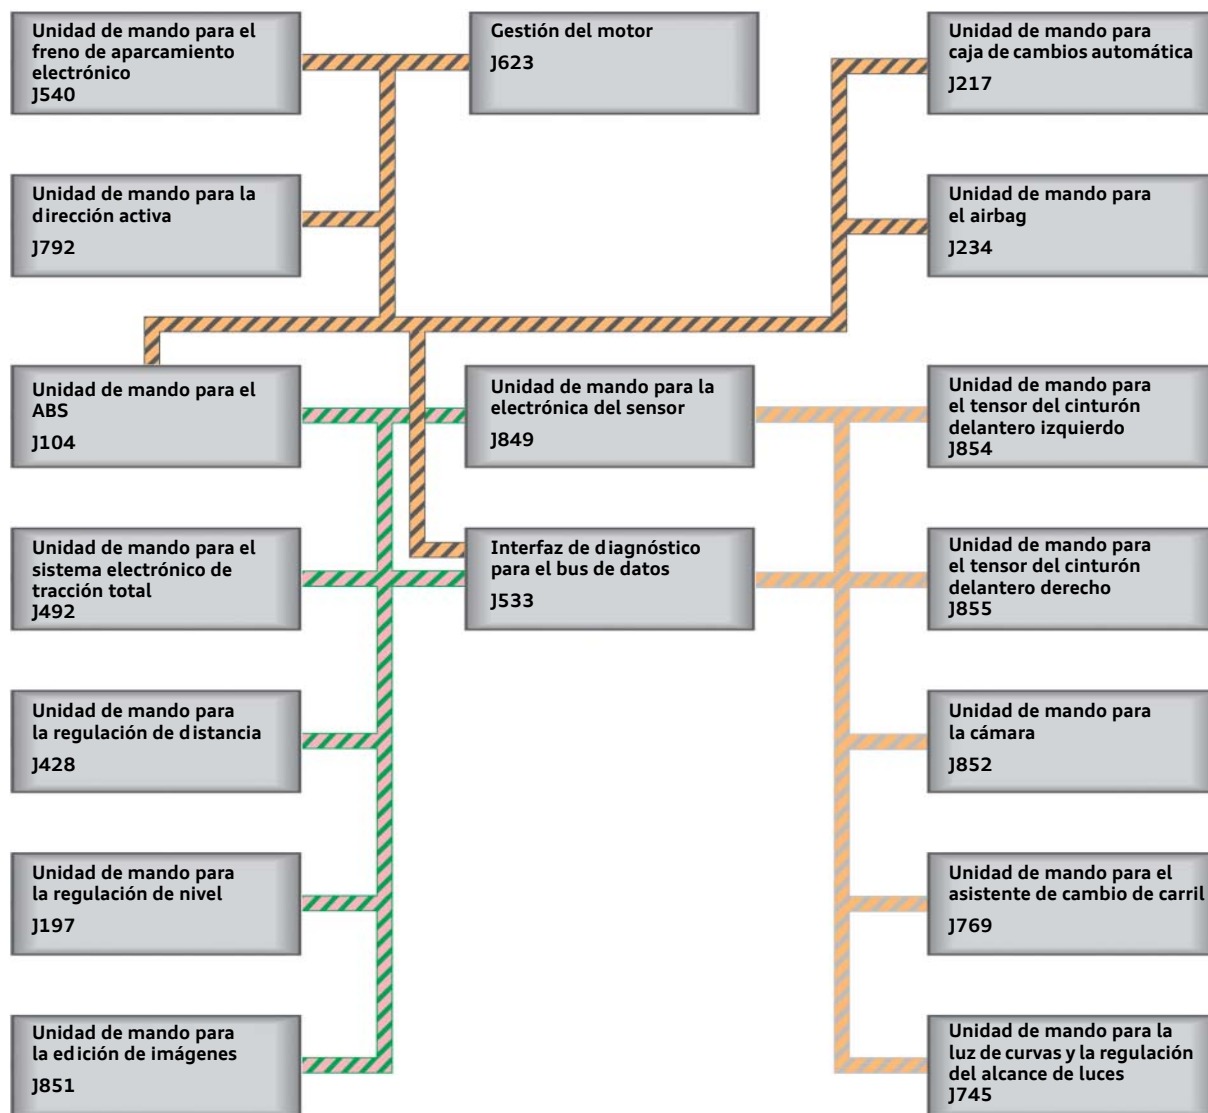 Unidad de mando para el
freno de aparcamiento
electrónico
J540
Gestión del motor
J623
Unidad de mando para
caja de cambios automática
J217
Unidad de mando para la
dirección activa
J792
Unidad de mando para
el airbag
J234
Unidad de mando para el
ABS
J104
Unidad de mando para la
electrónica del sensor
J849
Unidad de mando para
el tensor del cinturón
delantero izquierdo
J854
Unidad de mando para el
sistema electrónico de
tracción total
J492
Interfaz de diagnóstico
para el bus de datos
J533
Unidad de mando para
el tensor del cinturón
delantero derecho
J855
Unidad de mando para
la regulación de distancia
J428
Unidad de mando para
la cámara
J852
Unidad de mando para
la regulación de nivel
J197
Unidad de mando para el
asistente de cambio de carril
J769
Unidad de mando para
la edición de imágenes
J851
Unidad de mando para la
luz de curvas y la regulación
del alcance de luces
J745